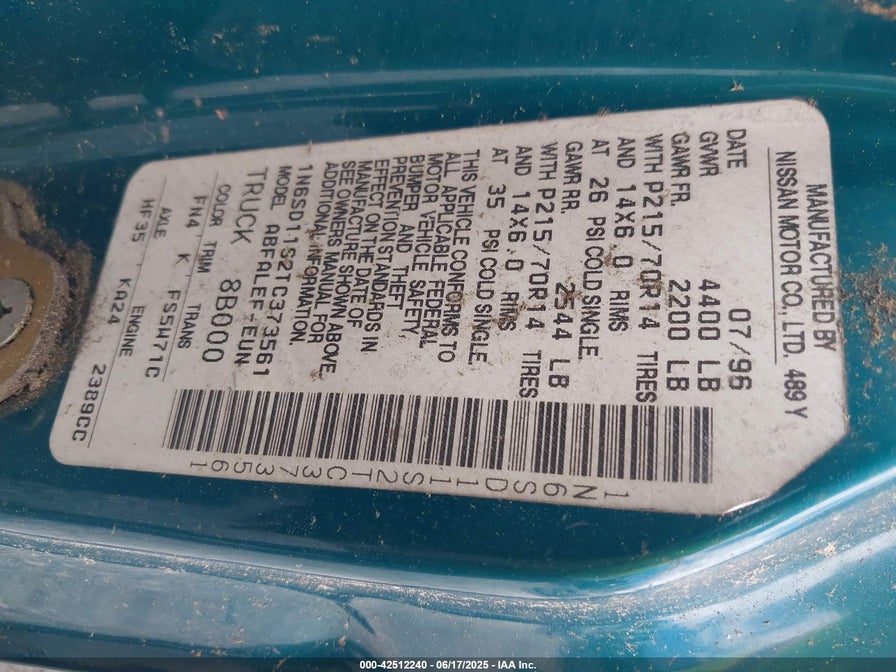 MANUFACTURED BY
NISSAN MOTOR CO., LTD. 489 Y
DATE 07/96
GVWR 4400 LB
GAWR FR. 2200 LB
WITH P215/70R14 TIRES
AND 14X6.0 RIMS
AT 26 PSI COLD SINGLE.
GAWR RR. 2544 LB
WITH P215/70R14 TIRES
AND 14X6.0 RIMS
AT 35 PSI COLD SINGLE.
THIS VEHICLE CONFORMS TO
ALL APPLICABLE FEDERAL
MOTOR VEHICLE SAFETY,
BUMPER AND THEFT
PREVENTION STANDARDS IN
EFFECT ON THE DATE OF
MANUFACTURE SHOWN ABOVE.
SEE OWNERS MANUAL FOR
ADDITIONAL INFORMATION.
1N6SD11S2TC373561
MODEL ABFALEF-EUN
TRUCK 8B000
COLOR TRIM TRANS
FN4 K FS5W71C
AXLE ENGINE
HF35 KA24 2389CC
1N6SD11S2TC373561
000-42512240 - 06/17/2025 - IAA Inc.